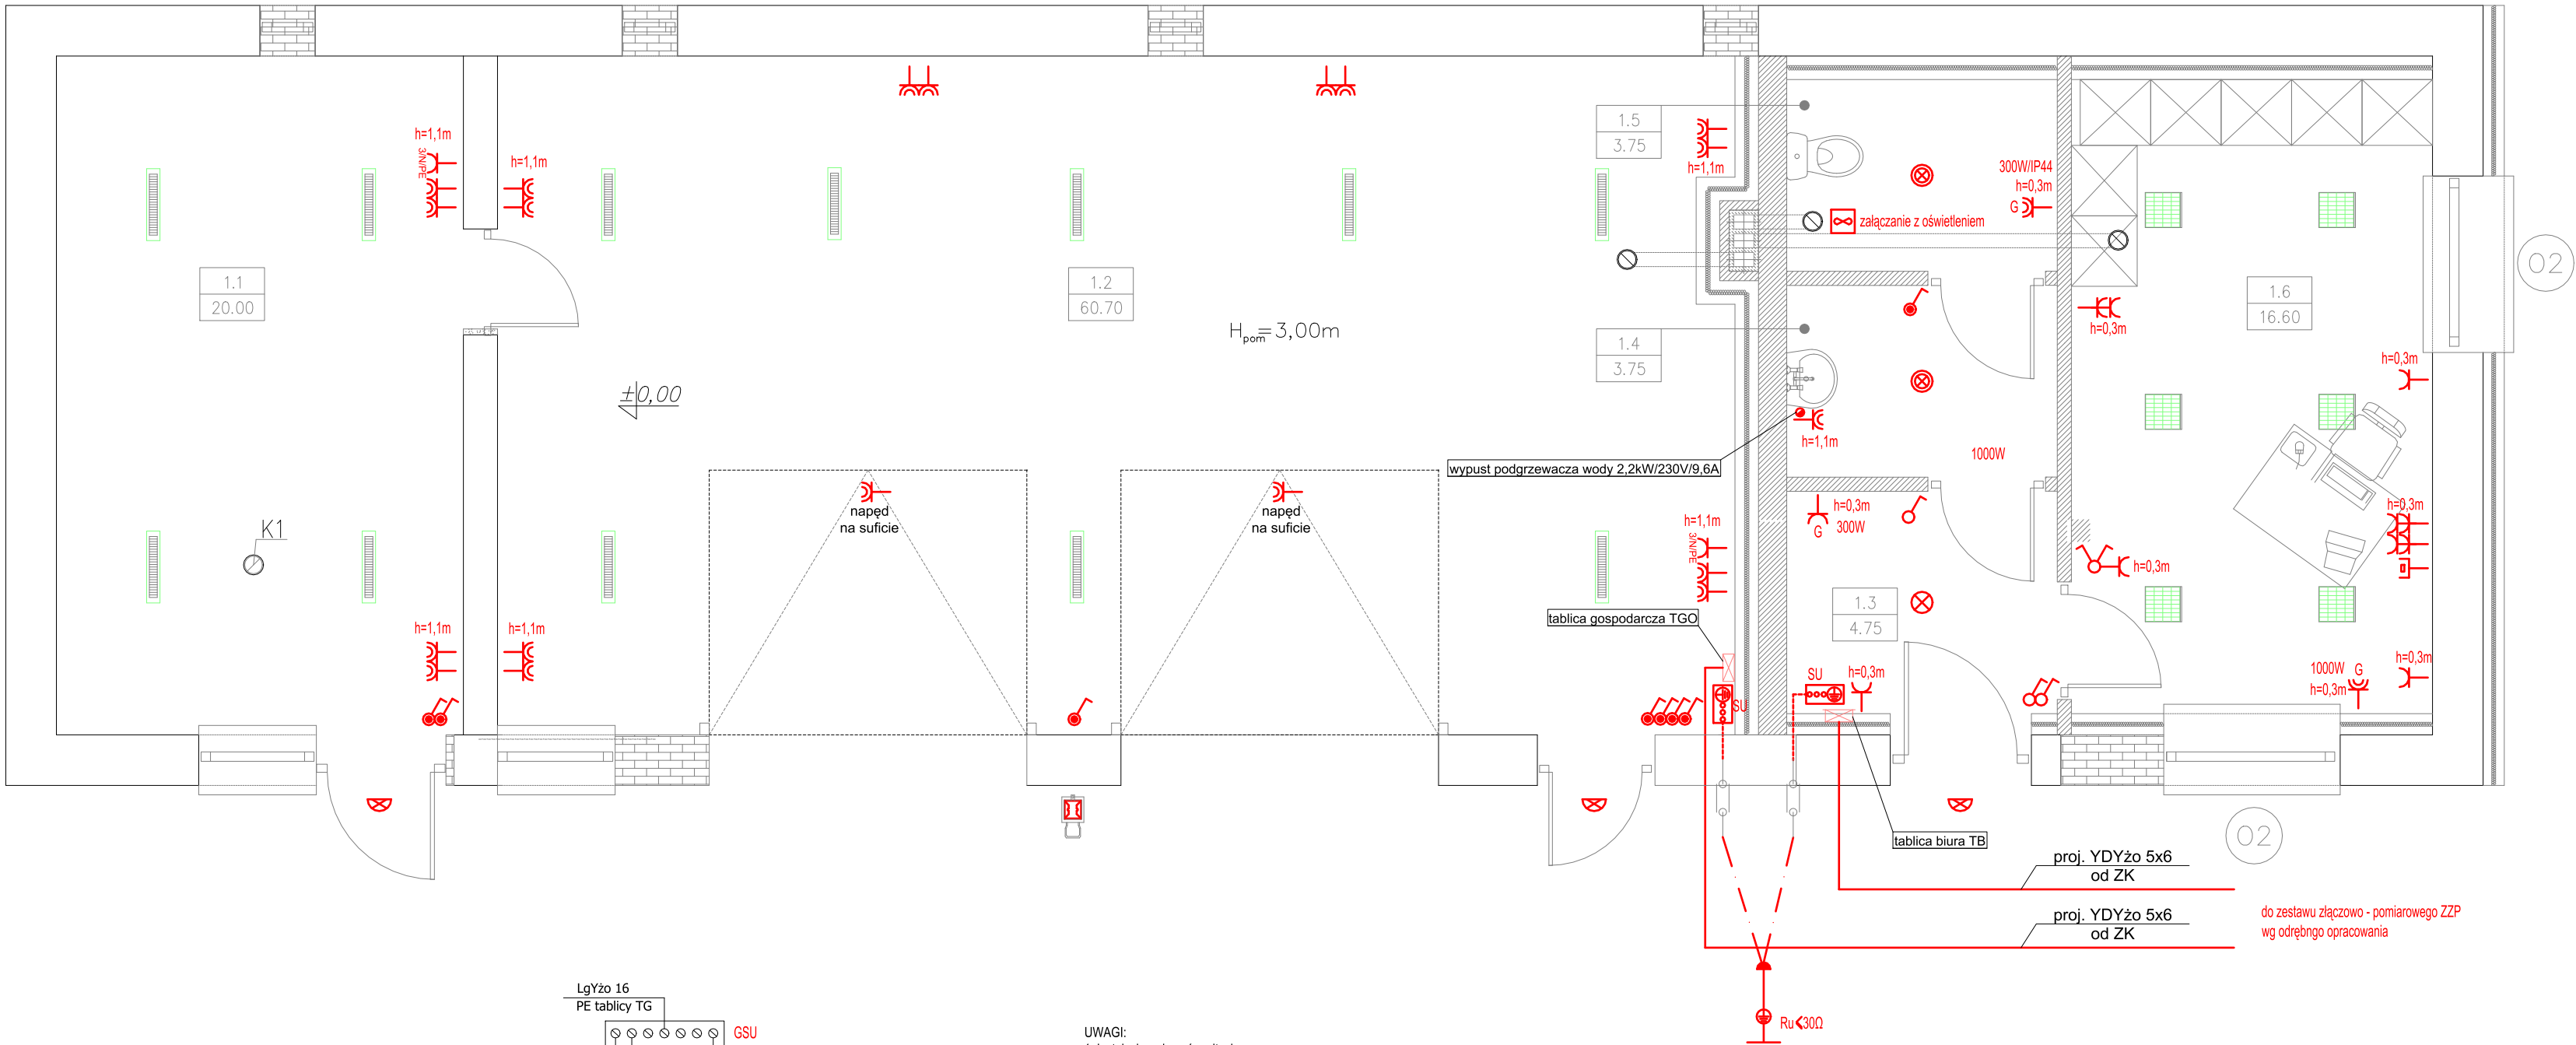 h=1,1m
3/N/PE
h=1,1m
1.1
20.00
K1
h=1,1m
h=1,1m
1.2
60.70
Hpom=3,00m
±0,00
napęd
na suficie
napęd
na suficie
1.5
3.75
h=1,1m
1.4
3.75
wypust podgrzewacza wody 2,2kW/230V/9,6A
h=1,1m
3/N/PE
tablica gospodarcza TGO
SU
załączanie z oświetleniem
300W/IP44
h=0,3m
G
h=1,1m
1000W
h=0,3m
300W
G
1.3
4.75
SU
h=0,3m
1.6
16.60
h=0,3m
h=0,3m
h=0,3m
h=0,3m
1000W
G
h=0,3m
h=0,3m
02
02
tablica biura TB
proj. YDYżo 5x6
od ZK
proj. YDYżo 5x6
od ZK
do zestawu złączowo - pomiarowego ZZP
wg odrębngo opracowania
Ru<30Ω
LgYżo 16
PE tablicy TG
GSU
UWAGI: